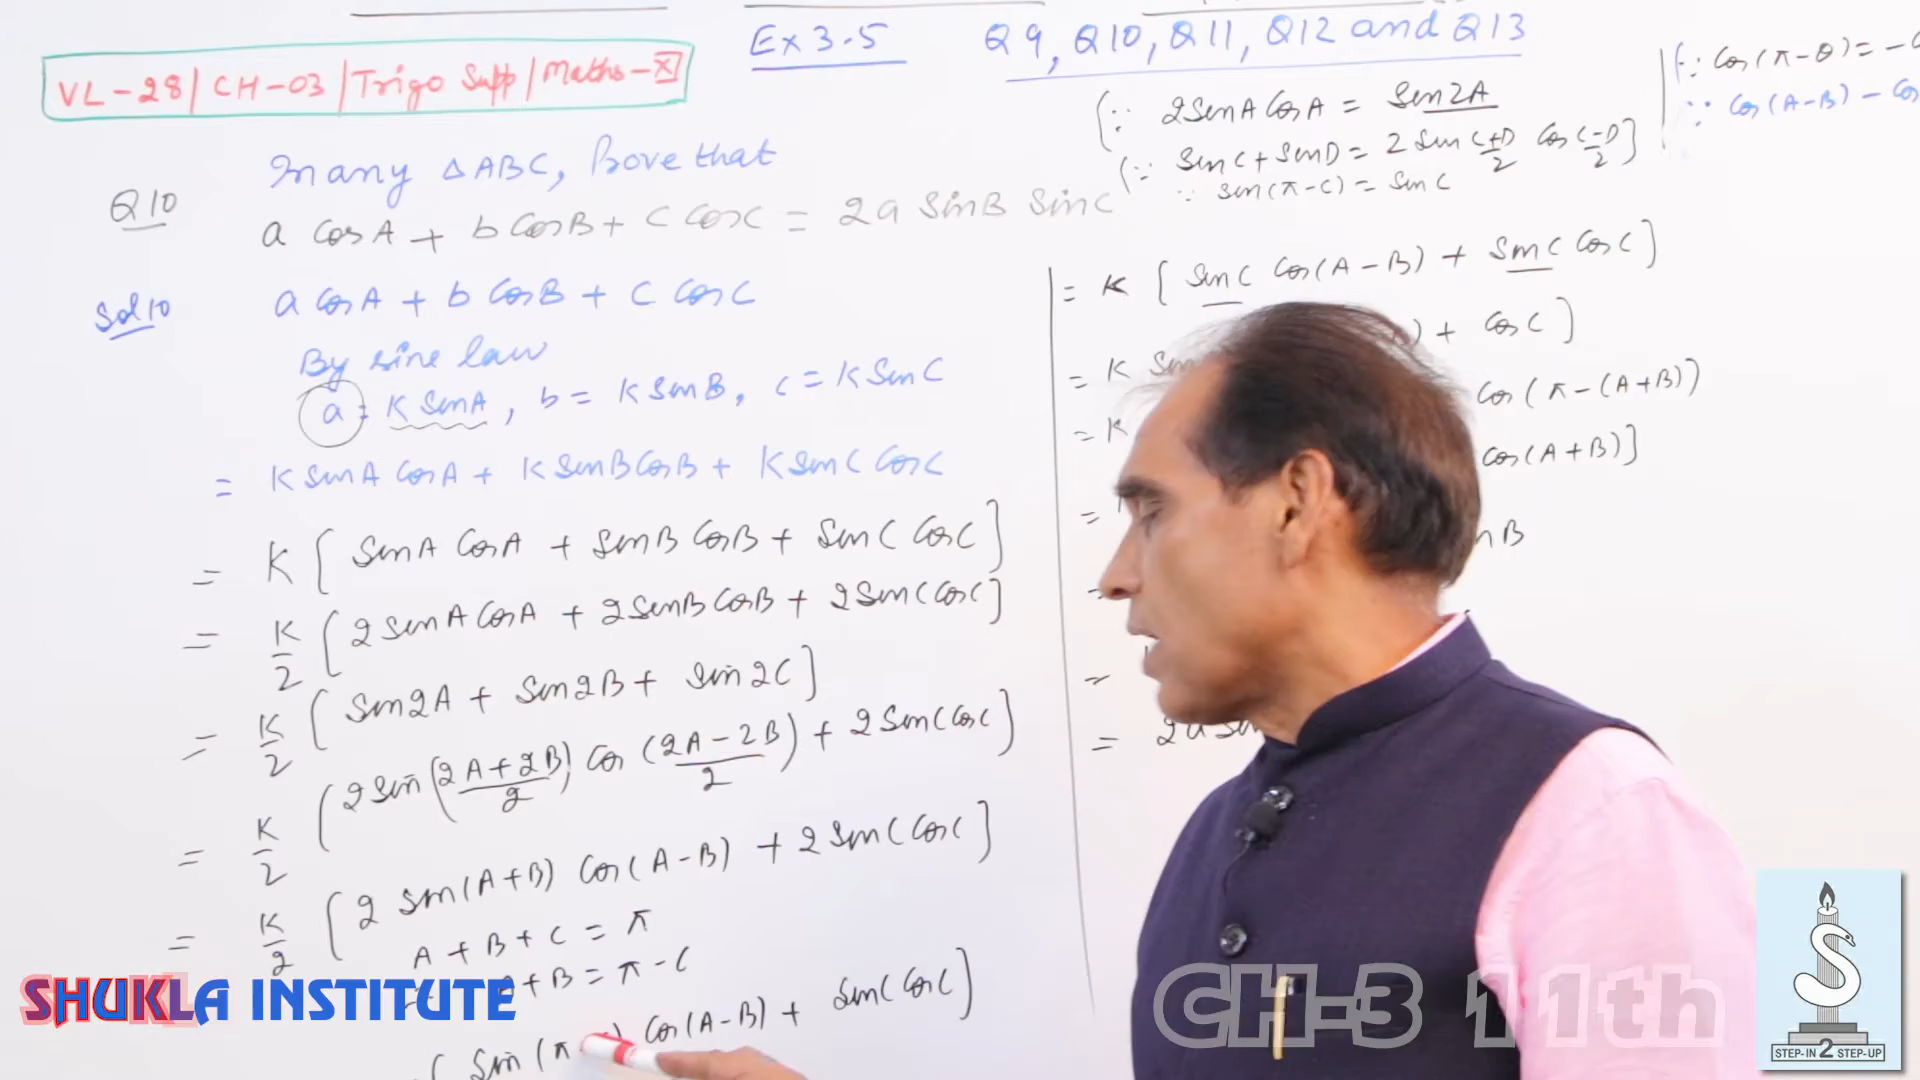 Ex 3.5 Q9, Q10, Q11, Q12 and Q13
VL-28 | CH-03 | Trigo Supp | Maths-XI
Q10 In any △ABC, Prove that
a cosA + b cosB + c cosC = 2a sinB sinC
Sol10 a cosA + b cosB + c cosC
By sine law
a = K sinA, b = K sinB, c = K sinC
= K sinA cosA + K sinB cosB + K sinC cosC
= K [ sinA cosA + sinB cosB + sinC cosC ]
= K/2 [ 2 sinA cosA + 2 sinB cosB + 2 sinC cosC ]
= K/2 [ sin2A + sin2B + sin2C ]
= K/2 [ 2 sin (2A+2B)/2 cos (2A-2B)/2 + 2 sinC cosC ]
= K/2 [ 2 sin(A+B) cos(A-B) + 2 sinC cosC ]
A + B + C = π
A+B = π-C
[ sin (π cos(A-B) + sinC cosC ]
(∵ 2 sinA cosA = sin2A
(∵ sinC + sinD = 2 sin C+D/2 cos C-D/2 ]
∵ sin(π-C) = sinC
∵ cos(π-θ) = -
∵ cos(A-B) - cos
= K [ sinC cos(A-B) + sinC cosC ]
= K ) + cosC ]
= K cos(π-(A+B))
cos(A+B) ]
B
= 2a
SHUKLA INSTITUTE
CH-3 11th
STEP-IN 2 STEP-UP